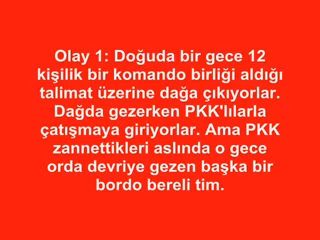 Olay 1: Doğuda bir gece 12
kişilik bir komando birliği aldığı
talimat üzerine dağa çıkıyorlar.
Dağda gezerken PKK'lılarla
çatışmaya giriyorlar. Ama PKK
zannettikleri aslında o gece
orda devriye gezen başka bir
bordo bereli tim.